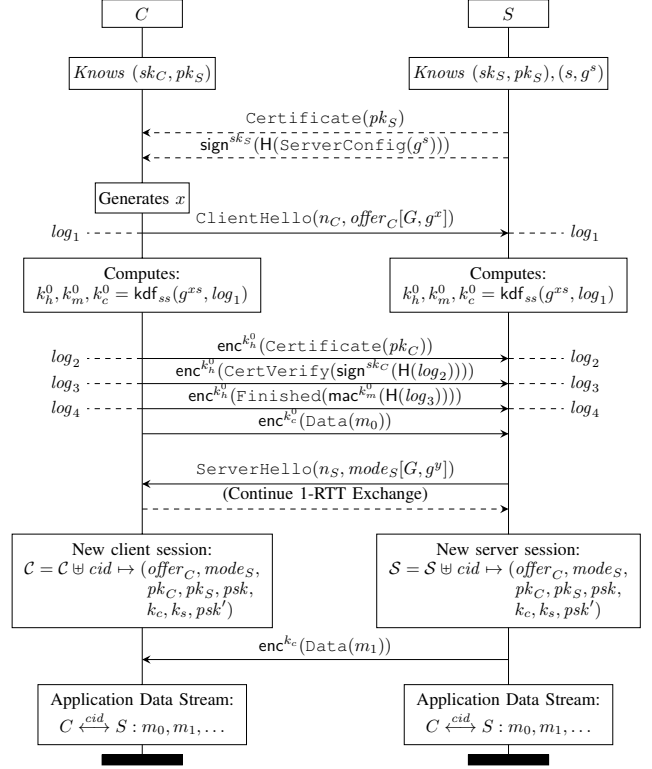 C S
Knows (sk_C, pk_S) Knows (sk_S, pk_S), (s, g^s)
Certificate(pk_S)
sign^{sk_S}(H(ServerConfig(g^s)))
Generates x
ClientHello(n_C, offer_C[G, g^x])
log_1 log_1
Computes: Computes:
k_h^0, k_m^0, k_c^0 = kdf_{ss}(g^{xs}, log_1) k_h^0, k_m^0, k_c^0 = kdf_{ss}(g^{xs}, log_1)
enc^{k_h^0}(Certificate(pk_C))
log_2 log_2
enc^{k_h^0}(CertVerify(sign^{sk_C}(H(log_2))))
log_3 log_3
enc^{k_h^0}(Finished(mac^{k_m^0}(H(log_3))))
log_4 log_4
enc^{k_c^0}(Data(m_0))
ServerHello(n_S, mode_S[G, g^y])
(Continue 1-RTT Exchange)
New client session: New server session:
𝒞 = 𝒞 ⊎ cid ↦ (offer_C, mode_S, 𝒮 = 𝒮 ⊎ cid ↦ (offer_C, mode_S,
pk_C, pk_S, psk, pk_C, pk_S, psk,
k_c, k_s, psk′) k_c, k_s, psk′)
enc^{k_c}(Data(m_1))
Application Data Stream: Application Data Stream:
C ⟷^{cid} S : m_0, m_1, … C ⟷^{cid} S : m_0, m_1, …